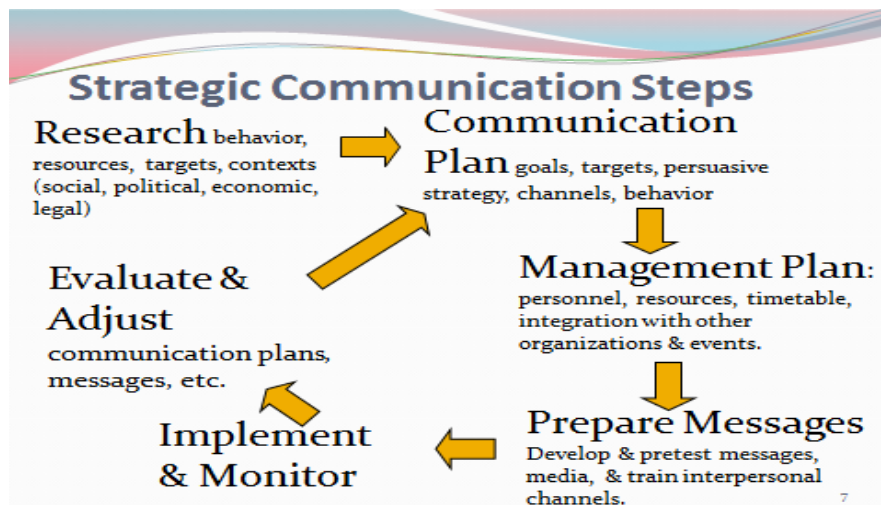 Strategic Communication Steps
Research behavior,
resources, targets, contexts
(social, political, economic,
legal)
Communication
Plan goals, targets, persuasive
strategy, channels, behavior
Management Plan:
personnel, resources, timetable,
integration with other
organizations & events.
Prepare Messages
Develop & pretest messages,
media, & train interpersonal
channels.
Implement
& Monitor
Evaluate &
Adjust
communication plans,
messages, etc.
7